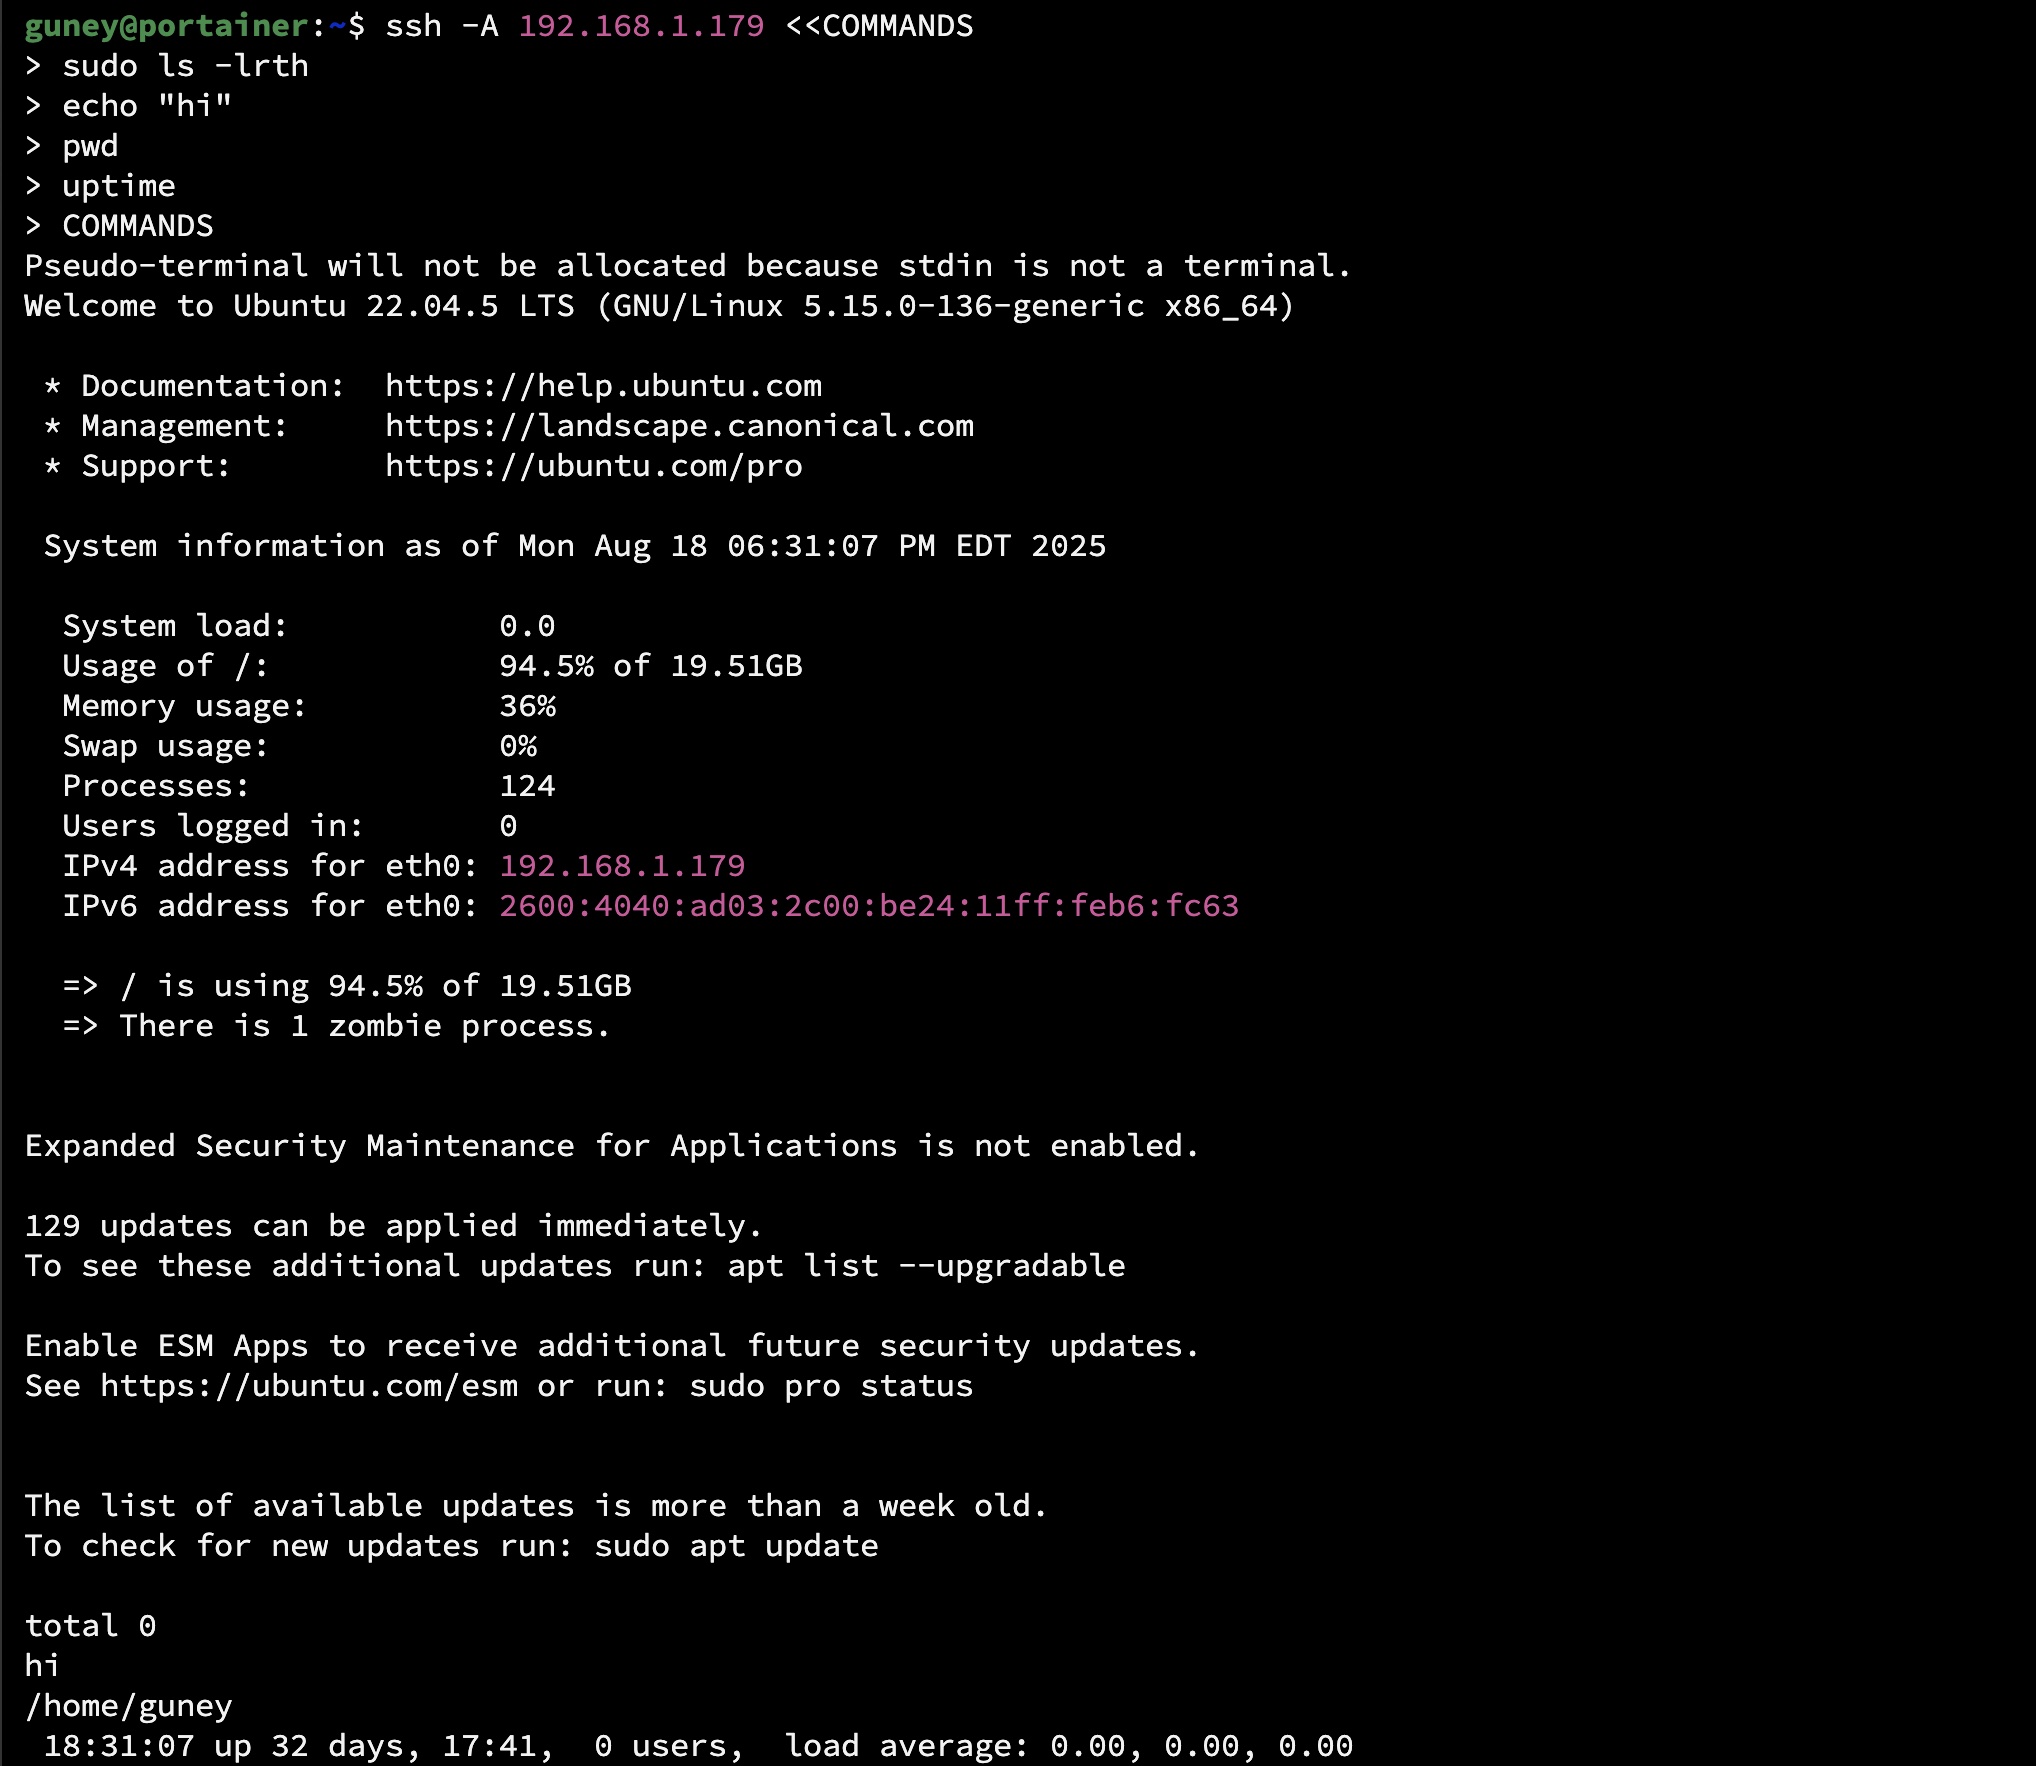 guney@portainer:~$ ssh -A 192.168.1.179 <<COMMANDS
> sudo ls -lrth
> echo "hi"
> pwd
> uptime
> COMMANDS
Pseudo-terminal will not be allocated because stdin is not a terminal.
Welcome to Ubuntu 22.04.5 LTS (GNU/Linux 5.15.0-136-generic x86_64)

 * Documentation:  https://help.ubuntu.com
 * Management:     https://landscape.canonical.com
 * Support:        https://ubuntu.com/pro

 System information as of Mon Aug 18 06:31:07 PM EDT 2025

  System load:           0.0
  Usage of /:            94.5% of 19.51GB
  Memory usage:          36%
  Swap usage:            0%
  Processes:             124
  Users logged in:       0
  IPv4 address for eth0: 192.168.1.179
  IPv6 address for eth0: 2600:4040:ad03:2c00:be24:11ff:feb6:fc63

  => / is using 94.5% of 19.51GB
  => There is 1 zombie process.


Expanded Security Maintenance for Applications is not enabled.

129 updates can be applied immediately.
To see these additional updates run: apt list --upgradable

Enable ESM Apps to receive additional future security updates.
See https://ubuntu.com/esm or run: sudo pro status


The list of available updates is more than a week old.
To check for new updates run: sudo apt update

total 0
hi
/home/guney
 18:31:07 up 32 days, 17:41,  0 users,  load average: 0.00, 0.00, 0.00